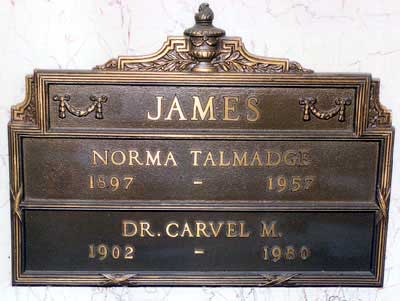 JAMES
NORMA TALMADGE
1897 - 1957
DR. CARVEL M.
1902 - 1980